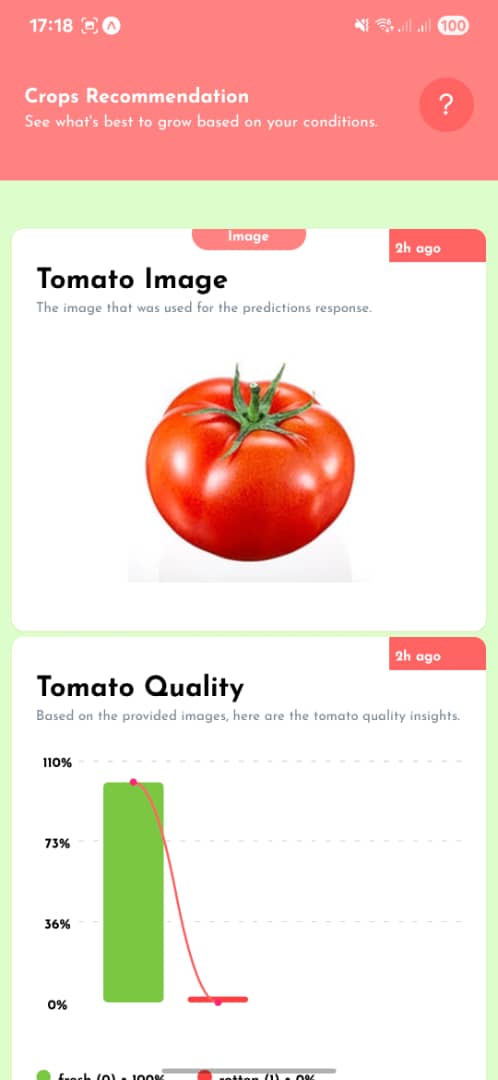 17:18
100
Crops Recommendation
See what's best to grow based on your conditions.
?
Image
2h ago
Tomato Image
The image that was used for the predictions response.
2h ago
Tomato Quality
Based on the provided images, here are the tomato quality insights.
110%
73%
36%
0%
fresh (0) • 100%
rotten (1) • 0%